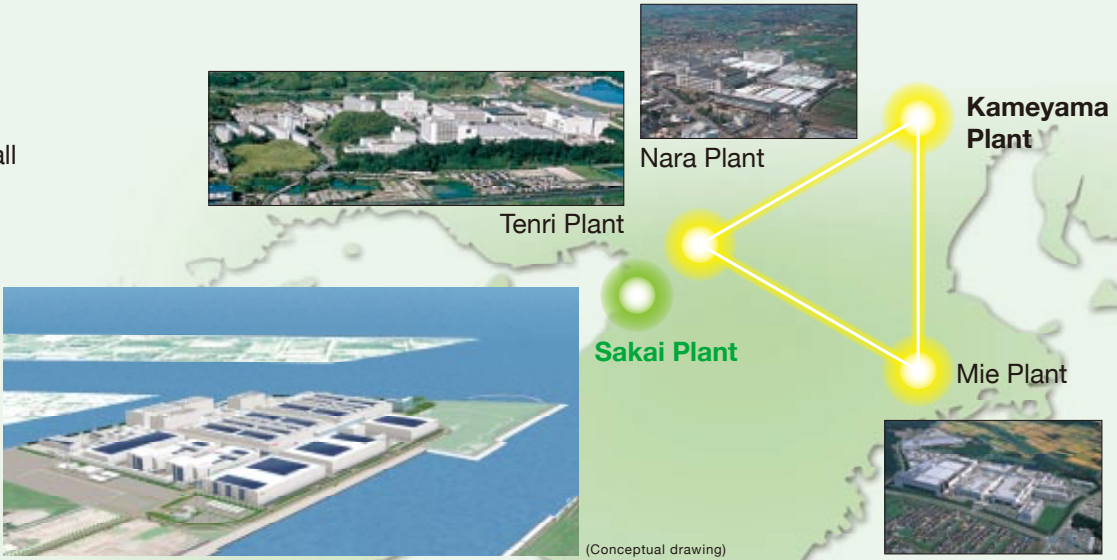 all
Nara Plant
Kameyama
Plant
Tenri Plant
Sakai Plant
Mie Plant
(Conceptual drawing)